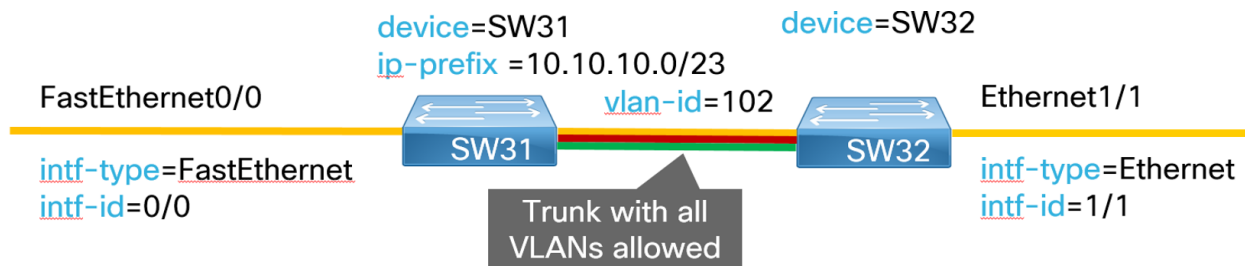 device=SW31
device=SW32
ip-prefix =10.10.10.0/23
FastEthernet0/0
vlan-id=102
Ethernet1/1
SW31
SW32
intf-type=FastEthernet
intf-id=0/0
intf-type=Ethernet
intf-id=1/1
Trunk with all
VLANs allowed